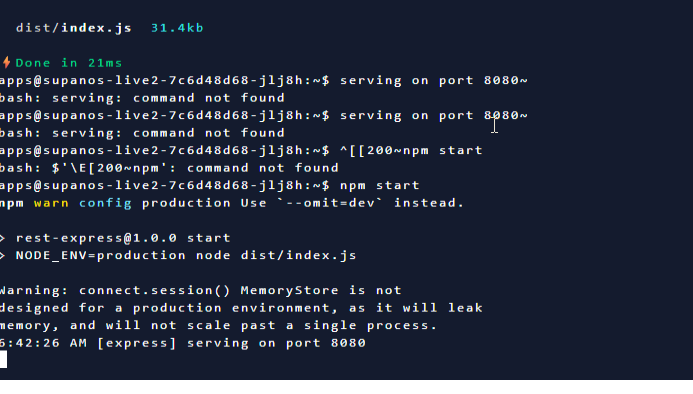 dist/index.js 31.4kb
⚡Done in 21ms
apps@supanos-live2-7c6d48d68-jlj8h:~$ serving on port 8080~
bash: serving: command not found
apps@supanos-live2-7c6d48d68-jlj8h:~$ serving on port 8080~
bash: serving: command not found
apps@supanos-live2-7c6d48d68-jlj8h:~$ ^[[200~npm start
bash: $'\E[200~npm': command not found
apps@supanos-live2-7c6d48d68-jlj8h:~$ npm start
npm warn config production Use `--omit=dev` instead.
> rest-express@1.0.0 start
> NODE_ENV=production node dist/index.js
Warning: connect.session() MemoryStore is not
designed for a production environment, as it will leak
memory, and will not scale past a single process.
6:42:26 AM [express] serving on port 8080